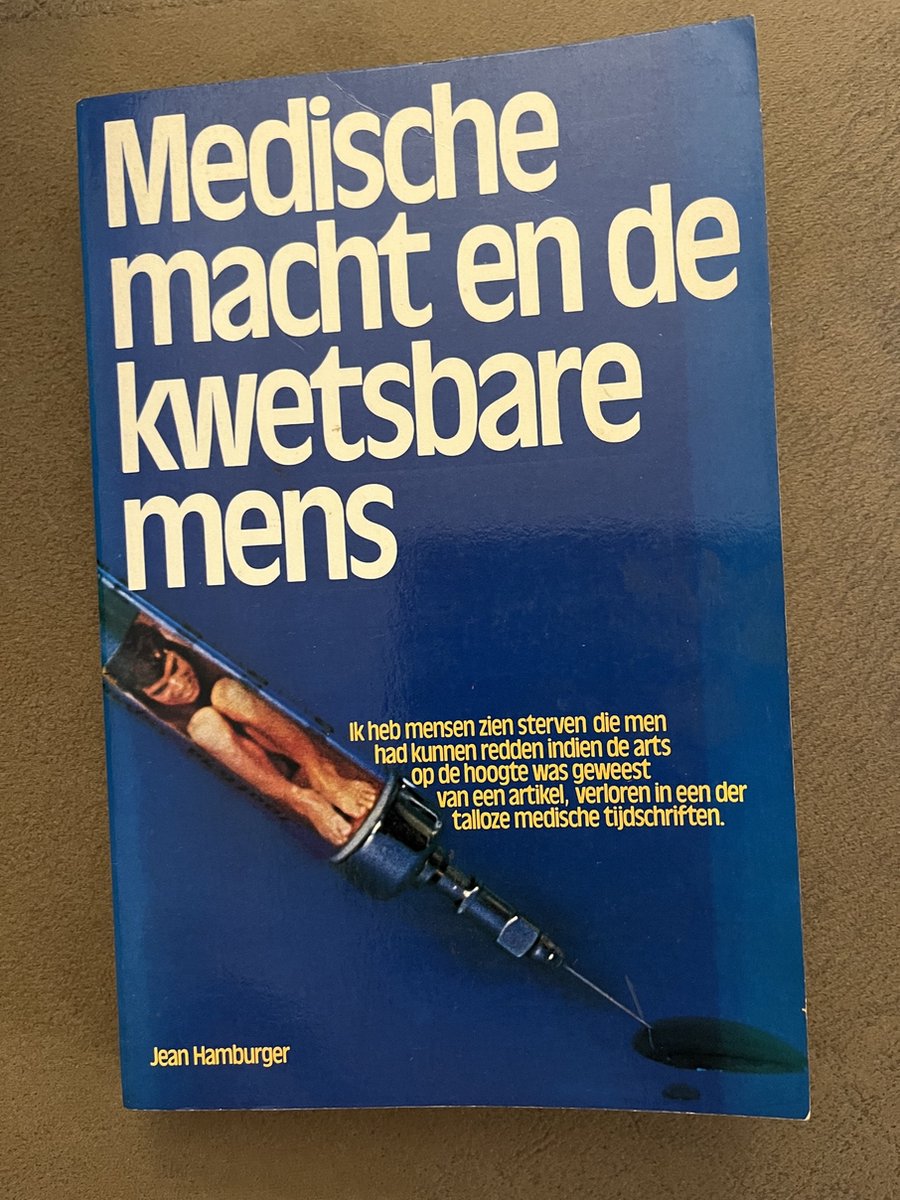 Medische
macht en de
kwetsbare
mens
Ik heb mensen zien sterven die men
had kunnen redden indien de arts
op de hoogte was geweest
van een artikel, verloren in een der
talloze medische tijdschriften.
Jean Hamburger